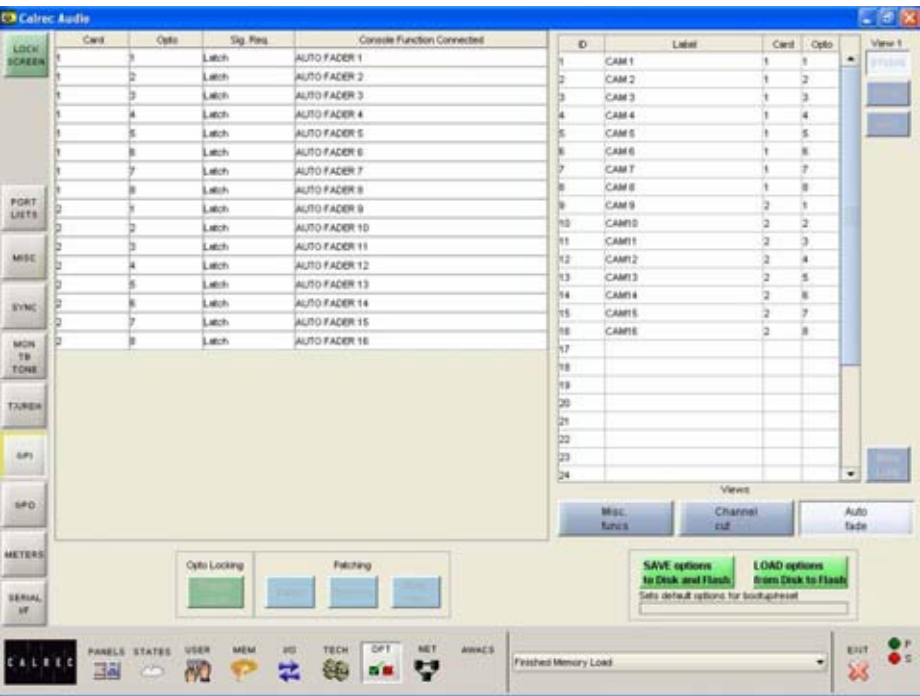 Calrec Audio
LOCK SCREEN
Card Opto Sig. Req. Console Function Connected
1 1 Latch AUTO FADER 1
1 2 Latch AUTO FADER 2
1 3 Latch AUTO FADER 3
1 4 Latch AUTO FADER 4
1 5 Latch AUTO FADER 5
1 6 Latch AUTO FADER 6
1 7 Latch AUTO FADER 7
1 8 Latch AUTO FADER 8
2 1 Latch AUTO FADER 9
2 2 Latch AUTO FADER 10
2 3 Latch AUTO FADER 11
2 4 Latch AUTO FADER 12
2 5 Latch AUTO FADER 13
2 6 Latch AUTO FADER 14
2 7 Latch AUTO FADER 15
2 8 Latch AUTO FADER 16
ID Label Card Opto
1 CAM 1 1 1
2 CAM 2 1 2
3 CAM 3 1 3
4 CAM 4 1 4
5 CAM 5 1 5
6 CAM 6 1 6
7 CAM 7 1 7
8 CAM 8 1 8
9 CAM 9 2 1
10 CAM10 2 2
11 CAM11 2 3
12 CAM12 2 4
13 CAM13 2 5
14 CAM14 2 6
15 CAM15 2 7
16 CAM16 2 8
17
18
19
20
21
22
23
24
View 1
PORT LISTS
MISC
SYNC
MON TB TONE
TX/REH
GPI
GPO
METERS
SERIAL I/F
Views
Misc. funcs
Channel cut
Auto fade
Opto Locking
Patching
SAVE options
to Disk and Flash
LOAD options
from Disk to Flash
Sets default options for bootup/reset
CALREC
PANELS STATES USER MEM I/O TECH OPT NET AWACS
Finished Memory Load
EXIT
P
S